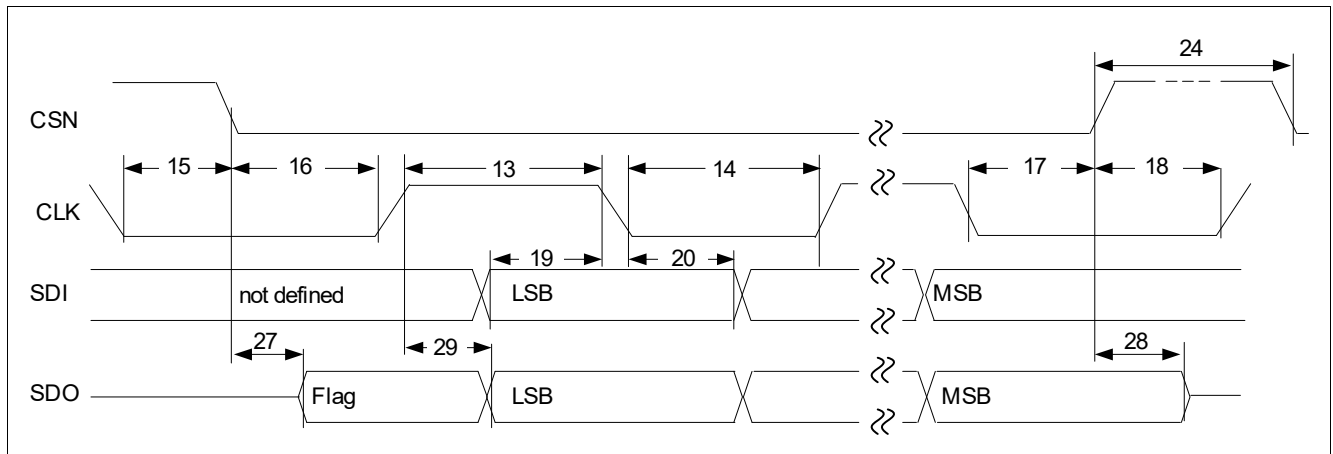 24
CSN
15 16 13 14 17 18
CLK
19 20
SDI not defined LSB MSB
27 29 28
SDO Flag LSB MSB